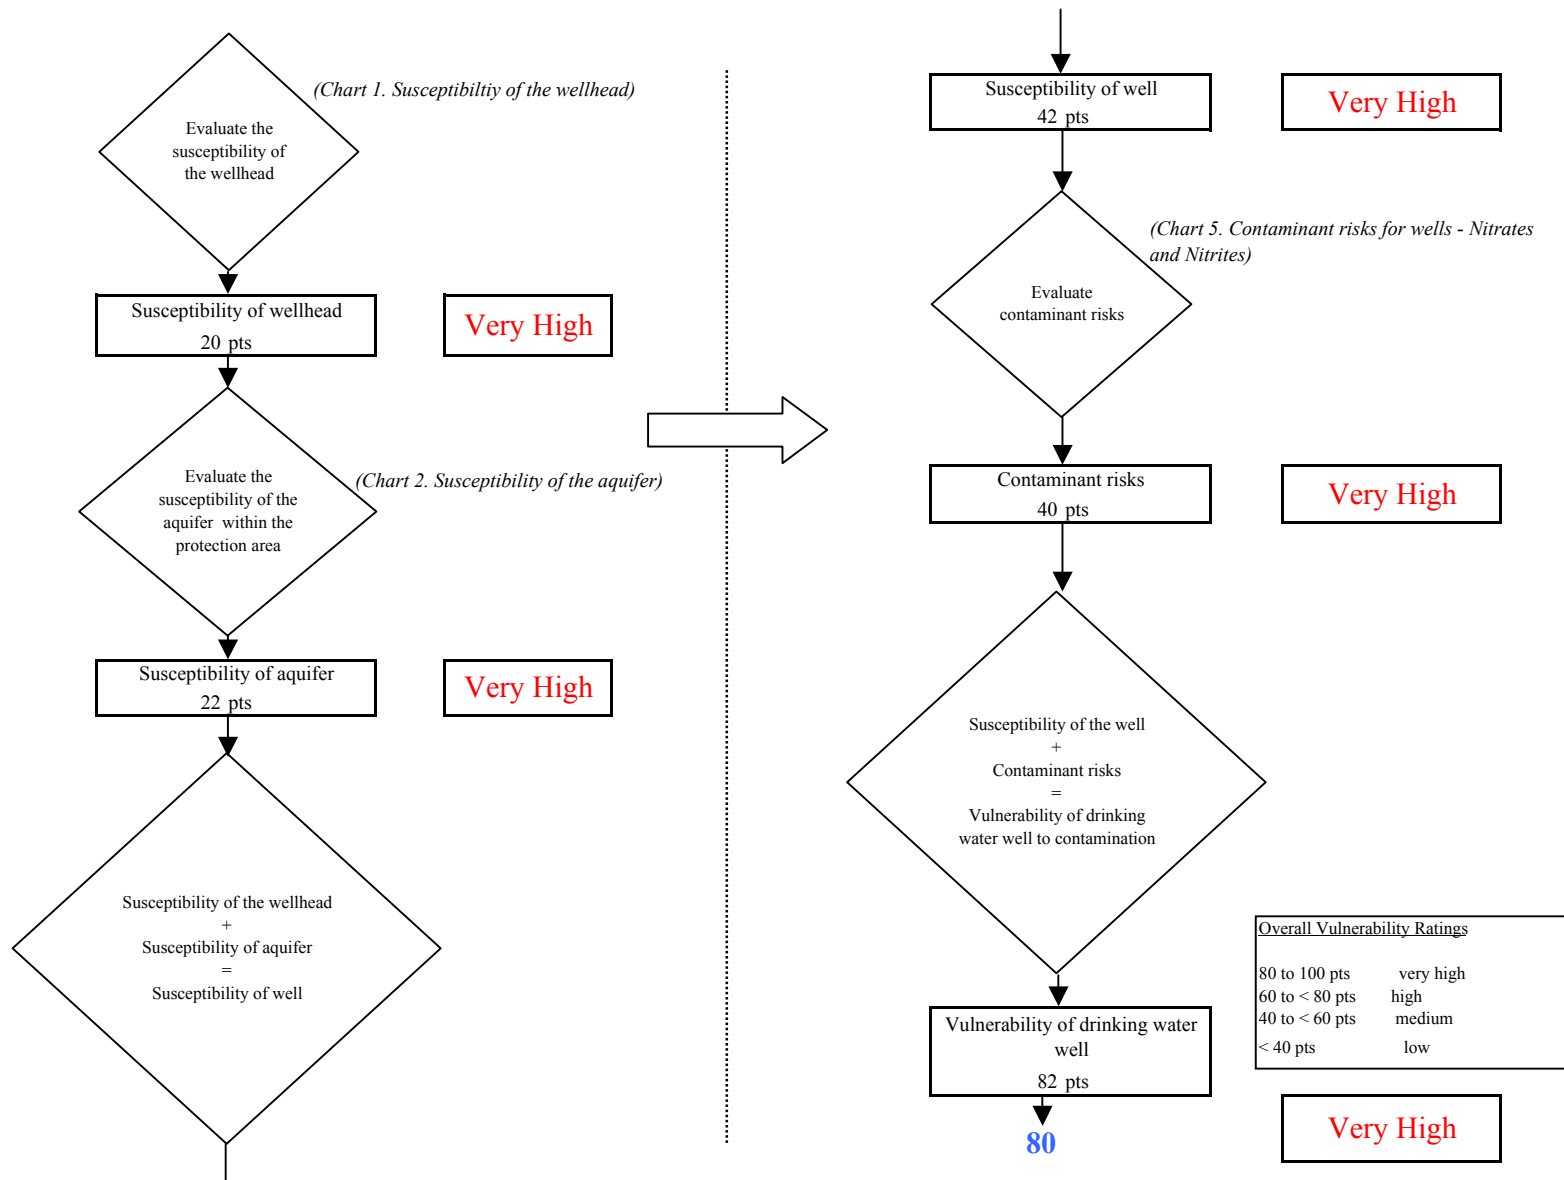 (Chart 1. Susceptibiltiy of the wellhead)
Evaluate the
susceptibility of
the wellhead
Susceptibility of wellhead
20 pts
Very High
Evaluate the
susceptibility of the
aquifer within the
protection area
(Chart 2. Susceptibility of the aquifer)
Susceptibility of aquifer
22 pts
Very High
Susceptibility of the wellhead
+
Susceptibility of aquifer
=
Susceptibility of well
Susceptibility of well
42 pts
Very High
(Chart 5. Contaminant risks for wells - Nitrates
and Nitrites)
Evaluate
contaminant risks
Contaminant risks
40 pts
Very High
Susceptibility of the well
+
Contaminant risks
=
Vulnerability of drinking
water well to contamination
Overall Vulnerability Ratings
80 to 100 pts very high
60 to < 80 pts high
40 to < 60 pts medium
< 40 pts low
Vulnerability of drinking water
well
82 pts
80
Very High